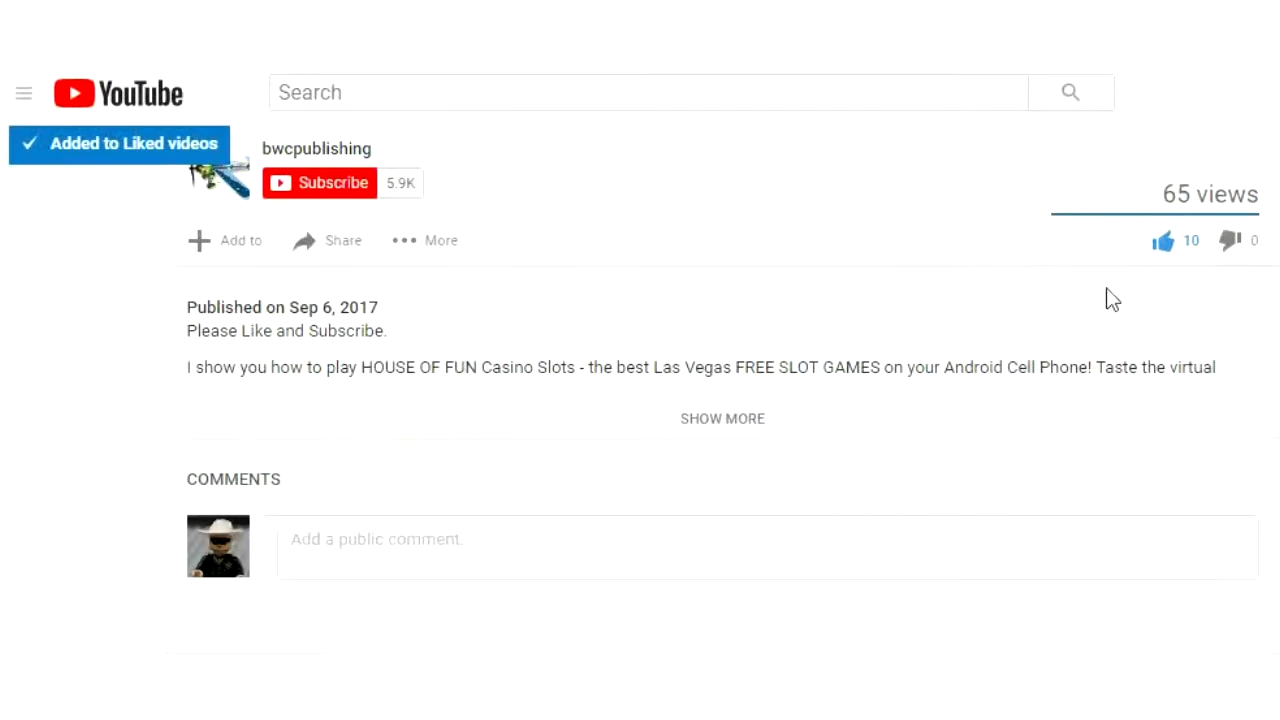 YouTube
Search
Added to Liked videos
bwcpublishing
Subscribe 5.9K
65 views
Add to Share More
10 0
Published on Sep 6, 2017
Please Like and Subscribe.
I show you how to play HOUSE OF FUN Casino Slots - the best Las Vegas FREE SLOT GAMES on your Android Cell Phone! Taste the virtual
SHOW MORE
COMMENTS
Add a public comment.